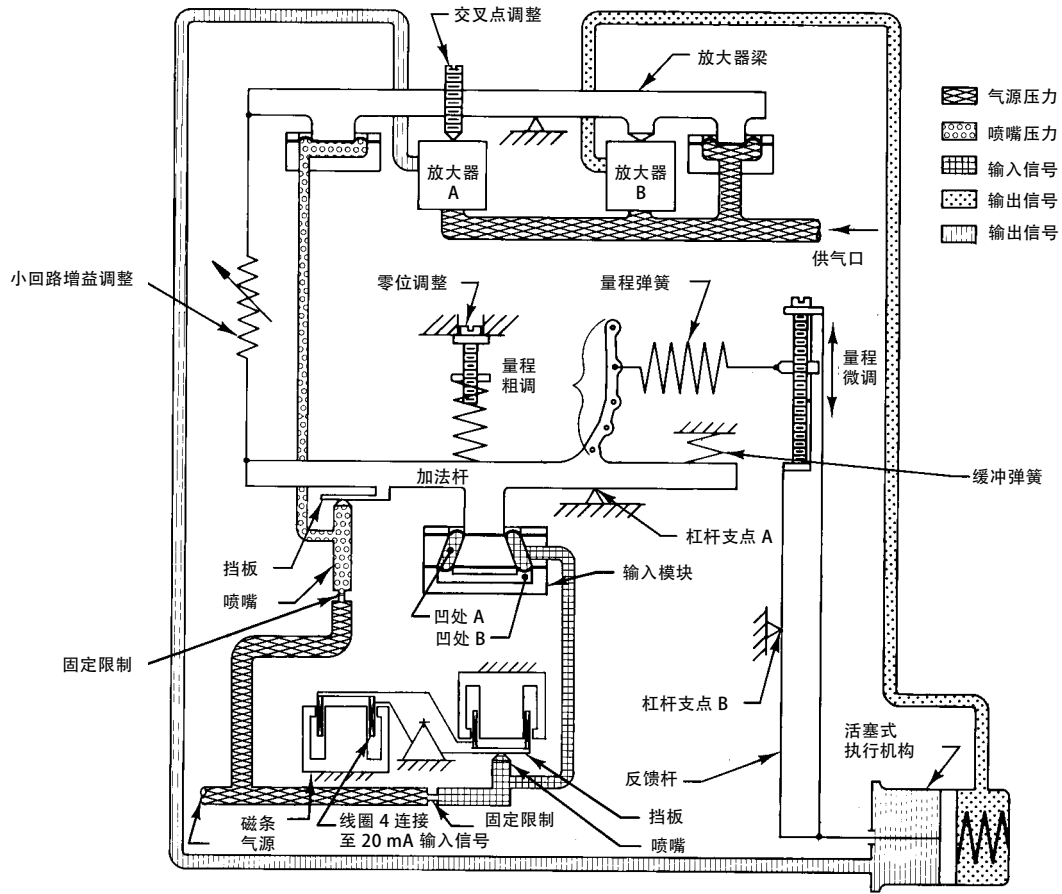 交叉点调整
放大器梁
气源压力
喷嘴压力
输入信号
输出信号
输出信号
放大器
A
放大器
B
供气口
小回路增益调整
零位调整
量程弹簧
量程
粗调
量程
微调
加法杆
缓冲弹簧
杠杆支点 A
挡板
喷嘴
输入模块
凹处 A
凹处 B
固定限制
杠杆支点 B
活塞式
执行机构
反馈杆
磁条
气源
线圈 4 连接
至 20 mA 输入信号
固定限制
挡板
喷嘴